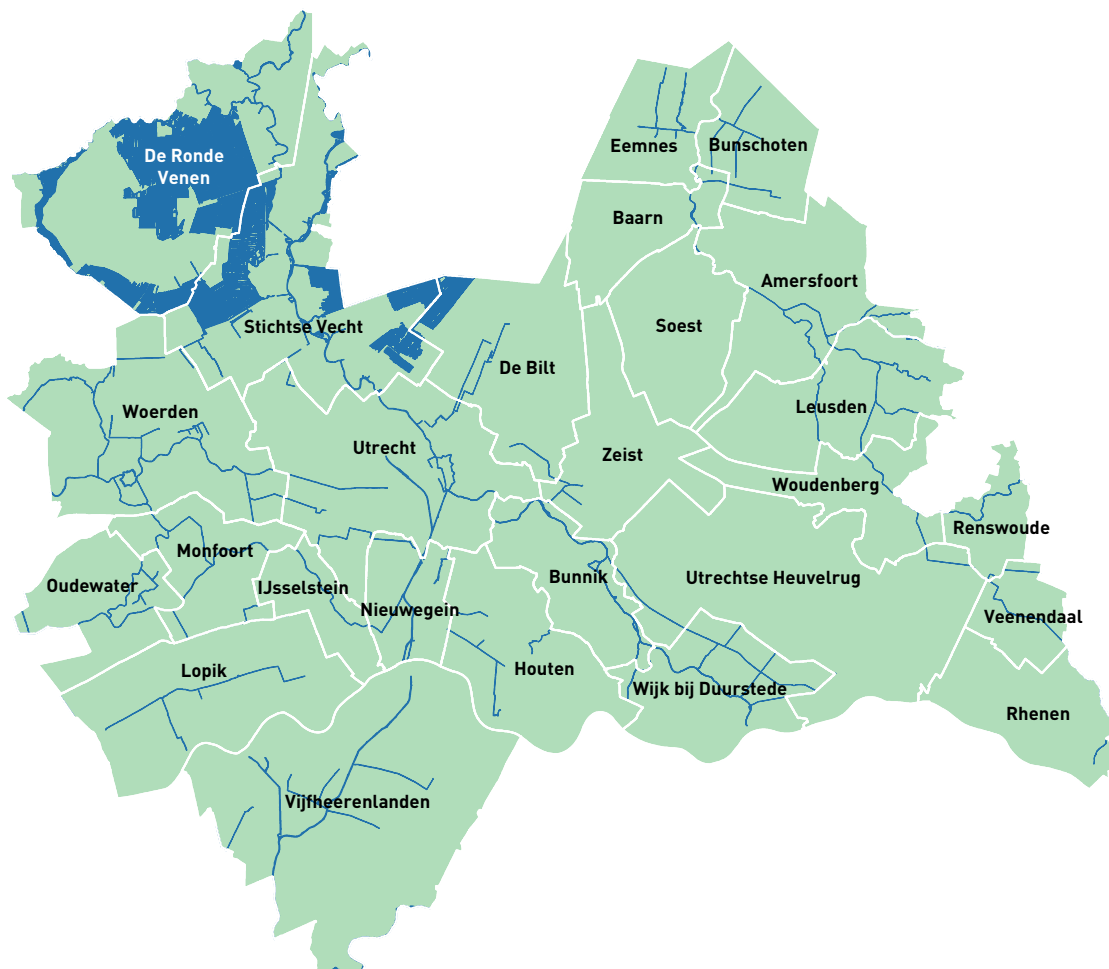 De Ronde
Venen
Eemnes
Bunschoten
Baarn
Amersfoort
Soest
Stichtse Vecht
De Bilt
Woerden
Leusden
Utrecht
Zeist
Woudenberg
Renswoude
Monfoort
Oudewater
IJsselstein
Bunnik
Utrechtse Heuvelrug
Nieuwegein
Veenendaal
Lopik
Houten
Wijk bij Duurstede
Rhenen
Vijfheerenlanden